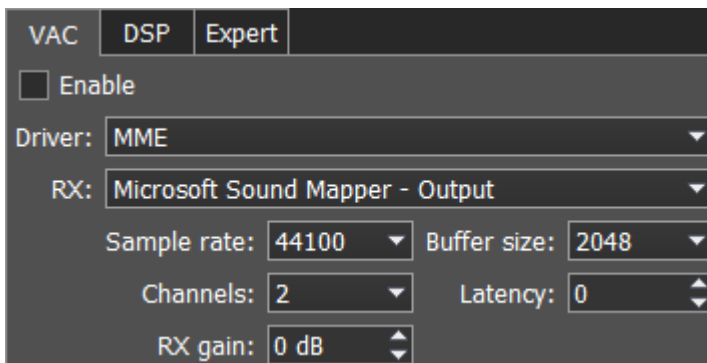 VAC DSP Expert
Enable
Driver: MME
RX: Microsoft Sound Mapper - Output
Sample rate: 44100 Buffer size: 2048
Channels: 2 Latency: 0
RX gain: 0 dB